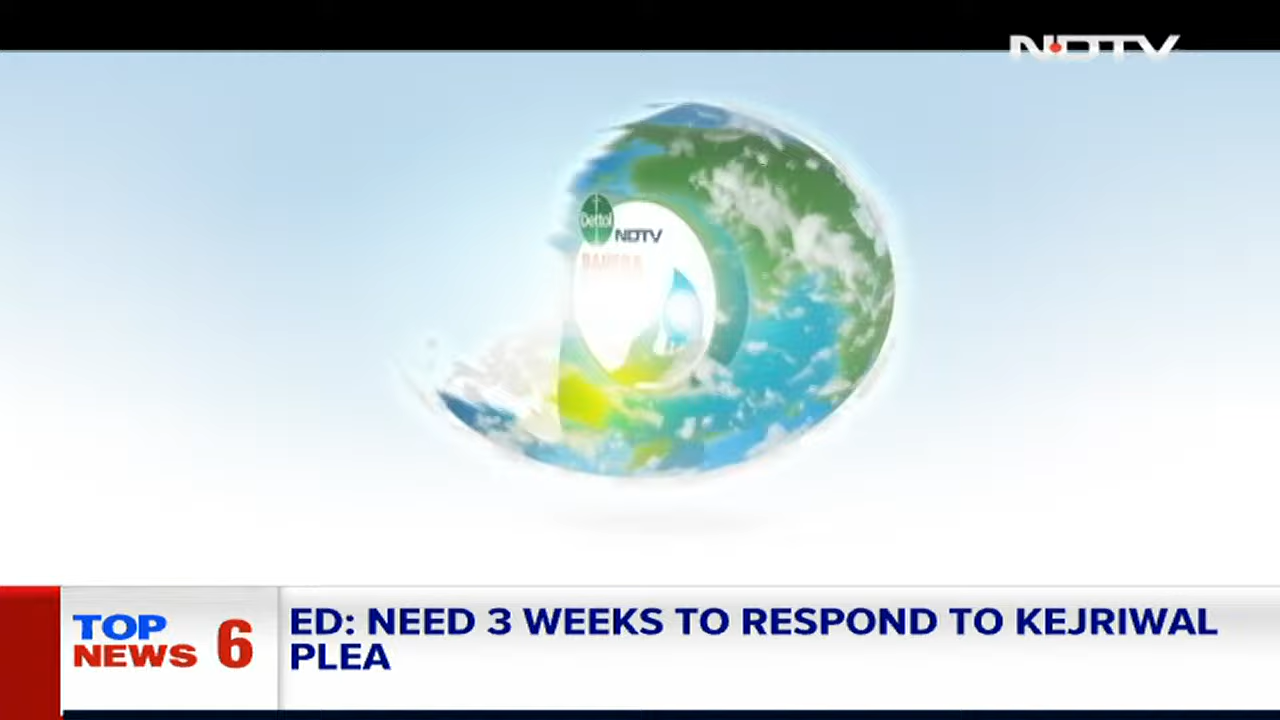 NDTV
Dettol
NDTV
TOP
NEWS 6
ED: NEED 3 WEEKS TO RESPOND TO KEJRIWAL
PLEA